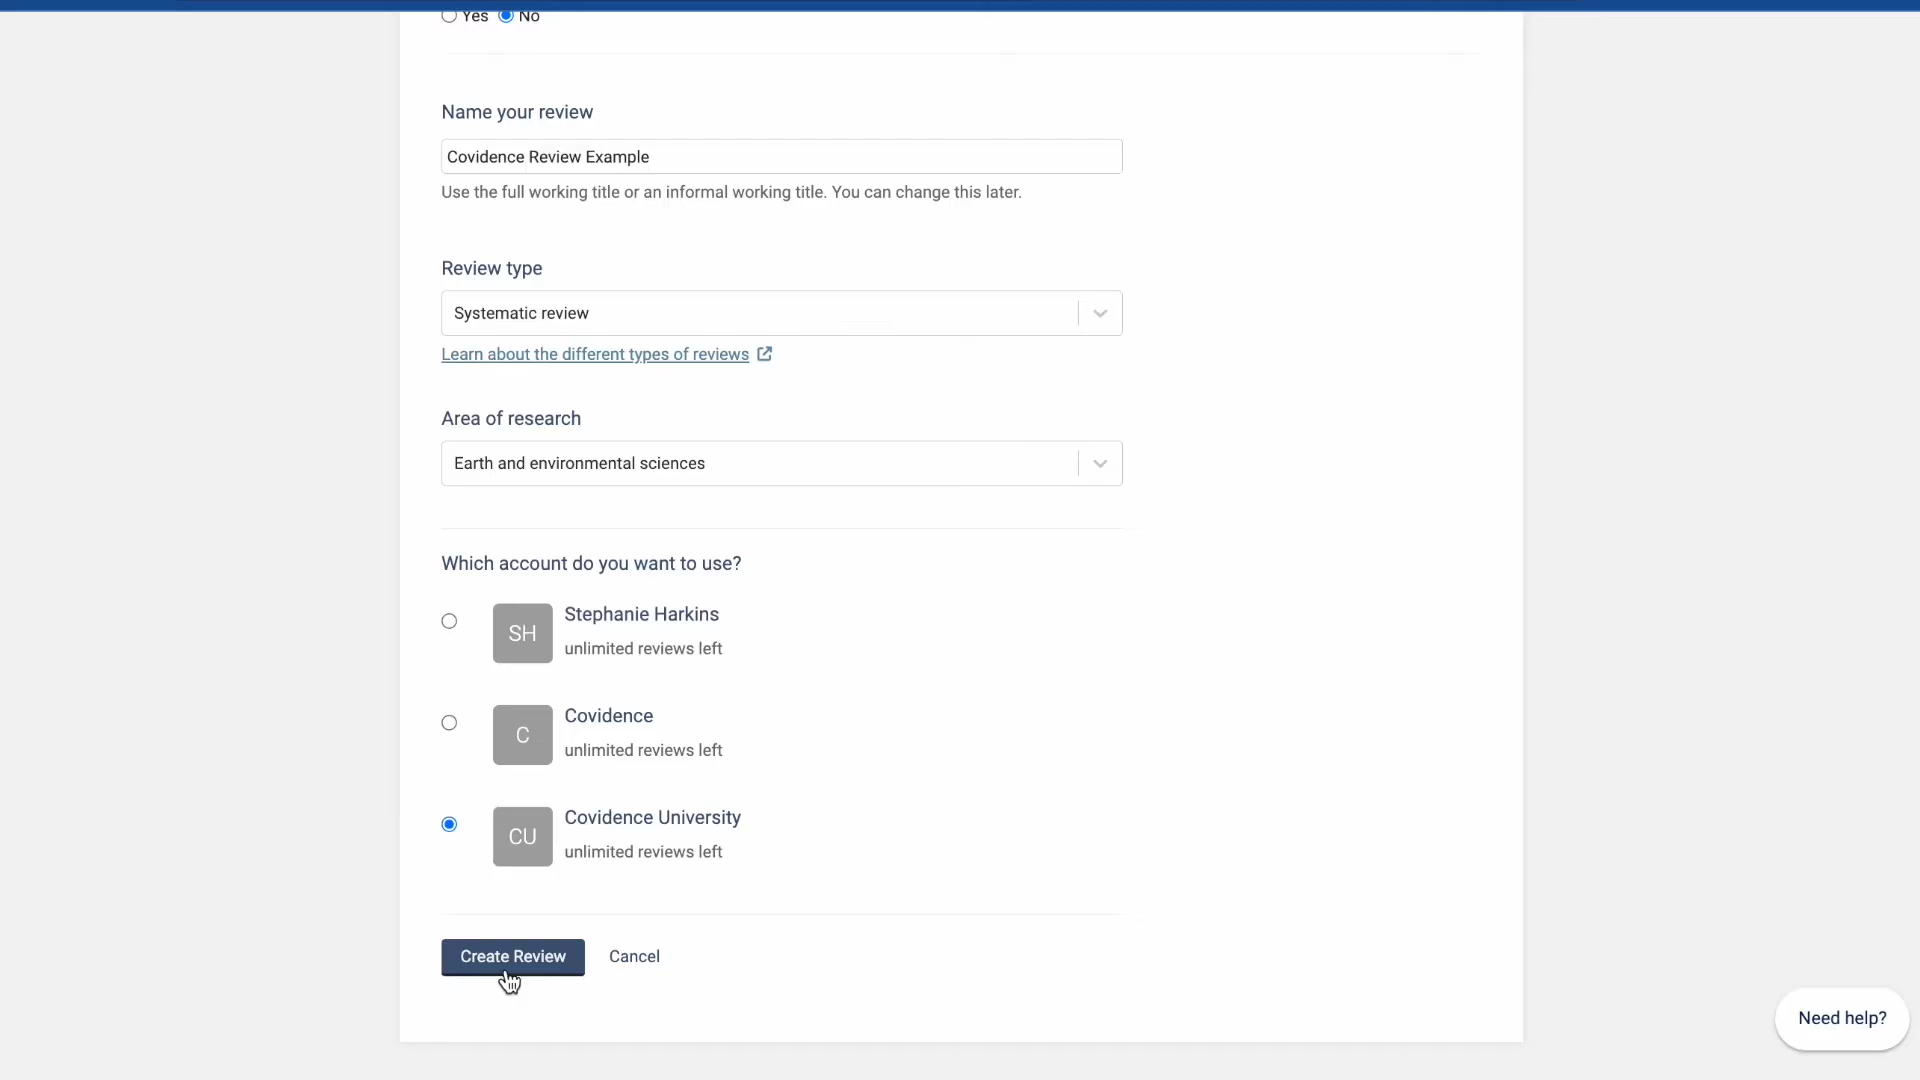 Yes No
Name your review
Covidence Review Example
Use the full working title or an informal working title. You can change this later.
Review type
Systematic review
Learn about the different types of reviews
Area of research
Earth and environmental sciences
Which account do you want to use?
SH
Stephanie Harkins
unlimited reviews left
C
Covidence
unlimited reviews left
CU
Covidence University
unlimited reviews left
Create Review Cancel
Need help?